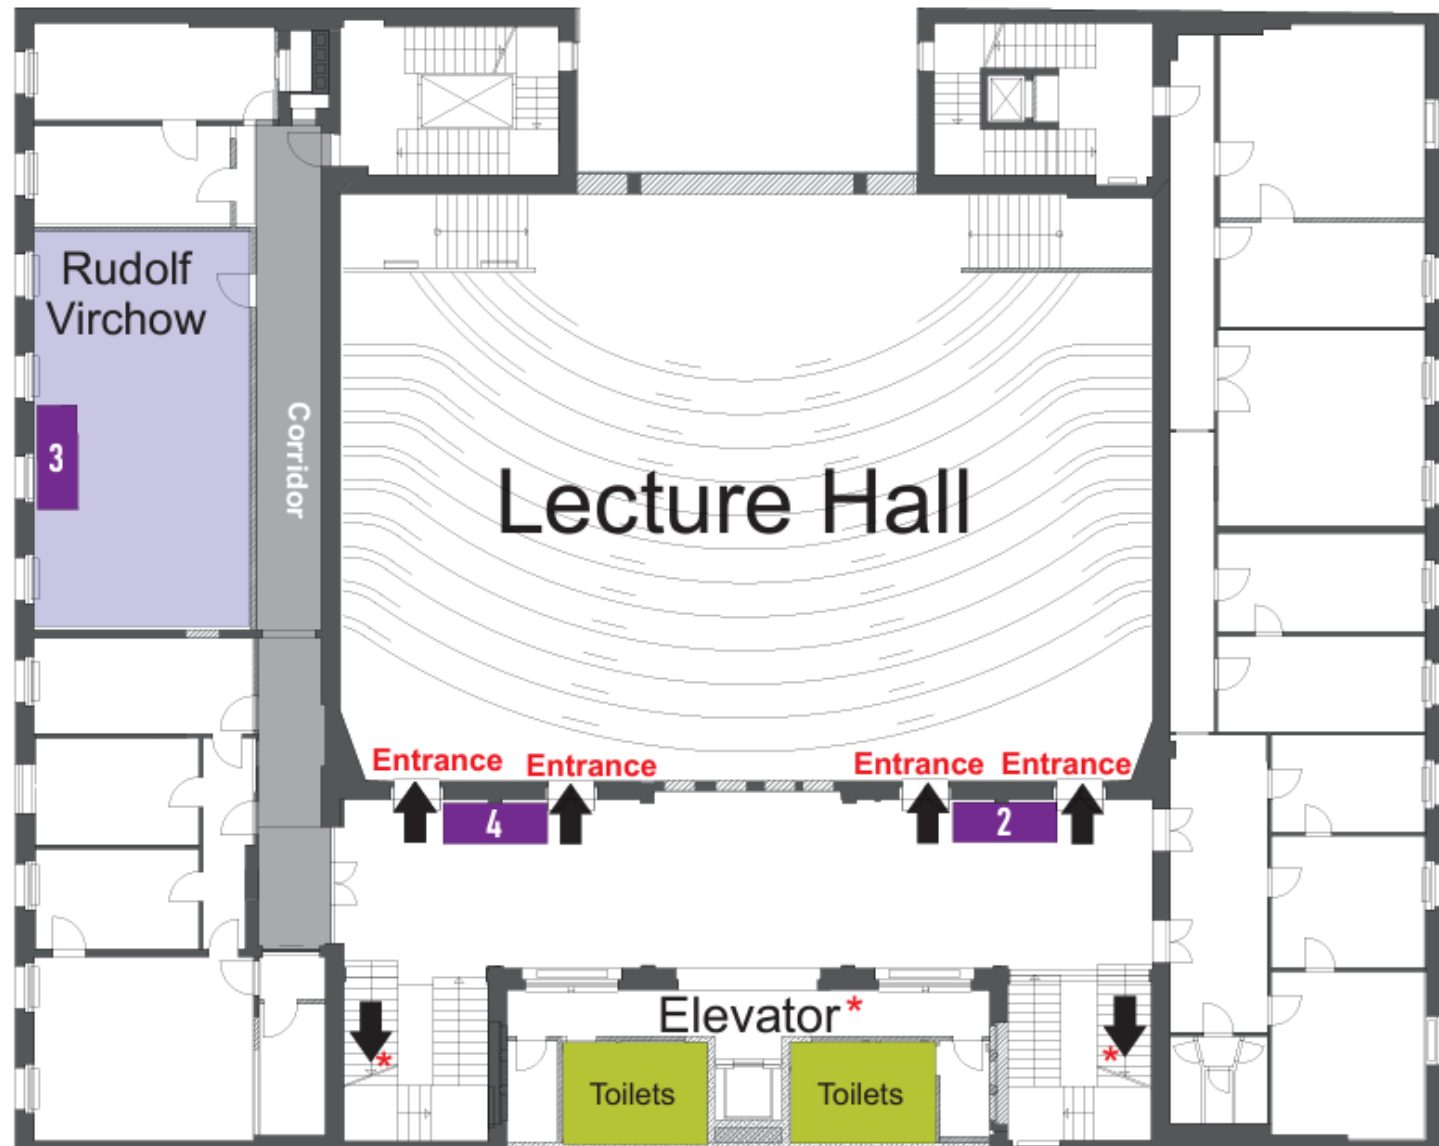 Rudolf
Virchow
3
Corridor
Lecture Hall
Entrance
Entrance
Entrance
Entrance
4
2
Elevator*
*
*
Toilets
Toilets